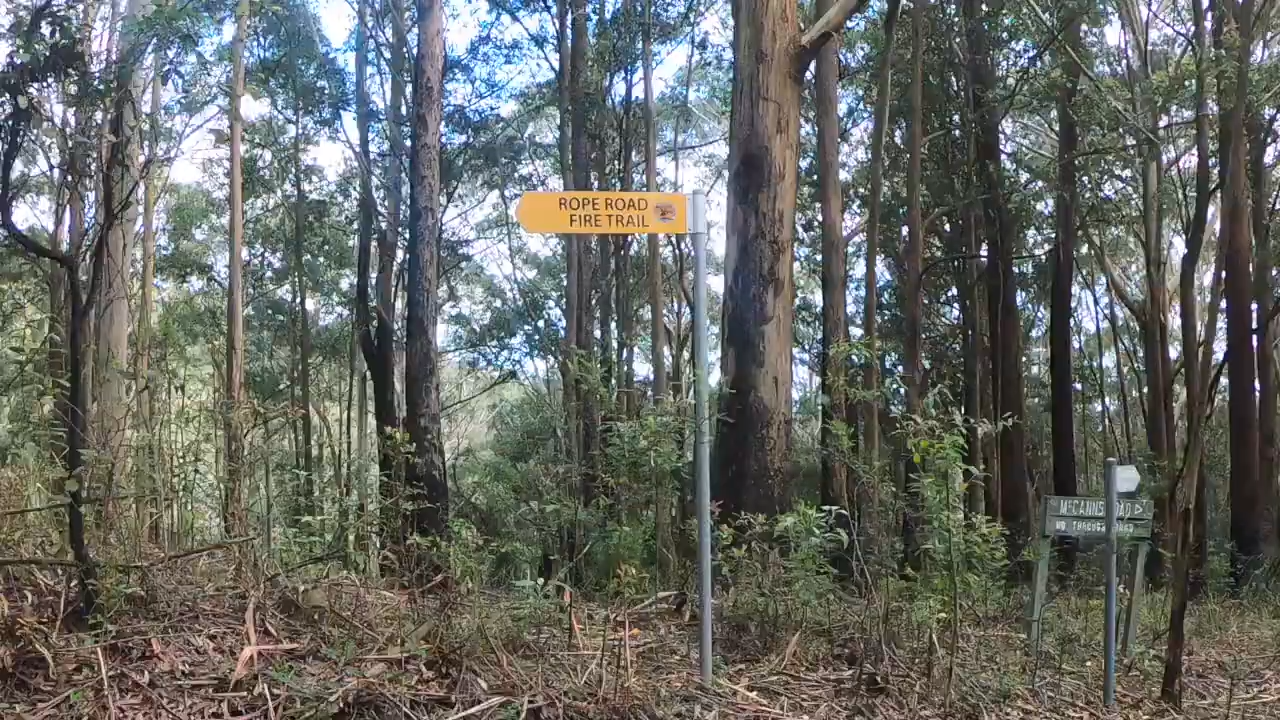 ROPE ROAD
FIRE TRAIL
McCANNS ROAD
NO THROUGH ROAD